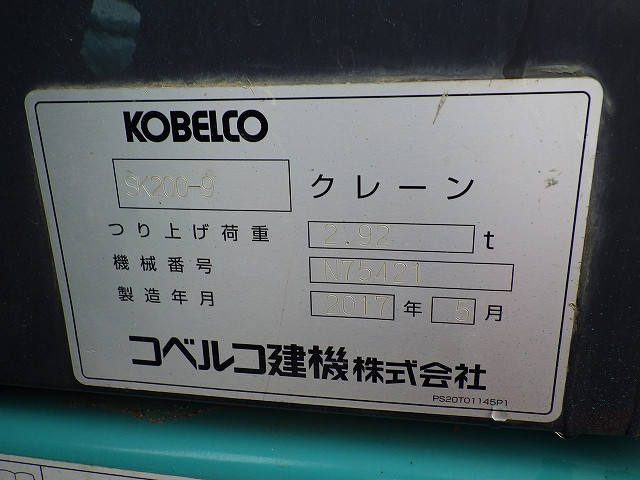 KOBELCO
SK200-9 クレーン
つり上げ荷重 2.92 t
機械番号 N75421
製造年月 2017 年 5 月
コベルコ建機株式会社
PS20T01145P1